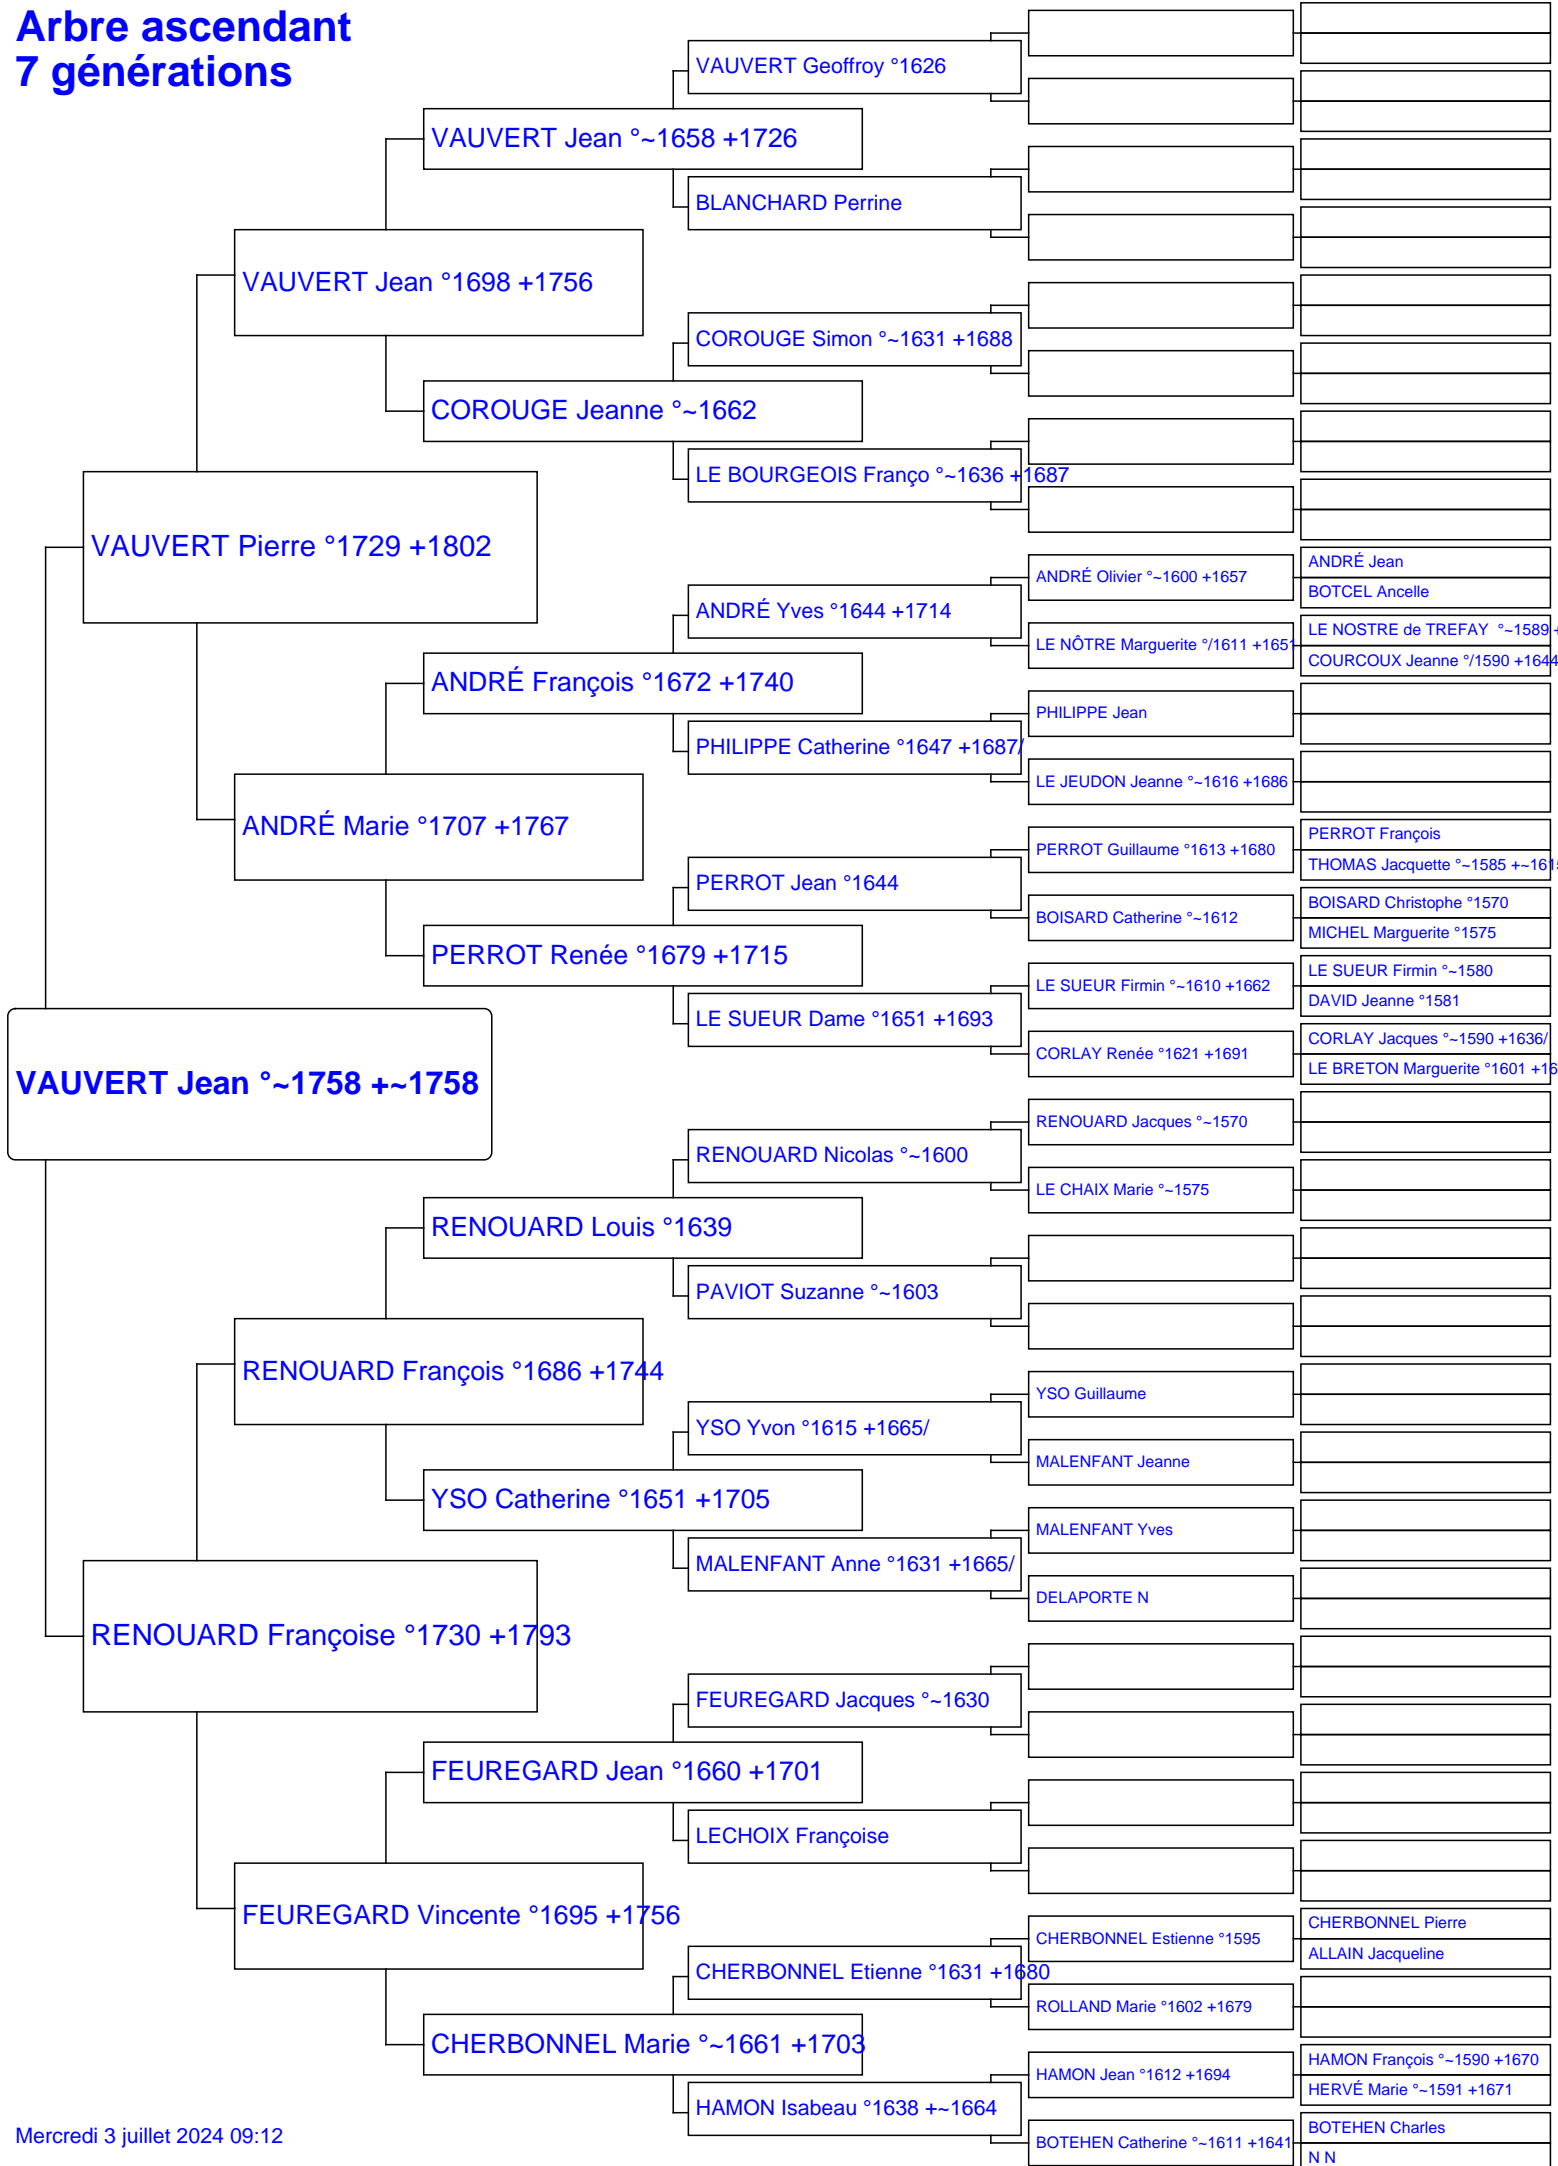 Arbre ascendant
7 générations
VAUVERT Geoffroy °1626
VAUVERT Jean °~1658 +1726
BLANCHARD Perrine
VAUVERT Jean °1698 +1756
COROUGE Simon °~1631 +1688
COROUGE Jeanne °~1662
LE BOURGEOIS Franço °~1636 +1687
VAUVERT Pierre °1729 +1802
ANDRÉ Jean
ANDRÉ Olivier °~1600 +1657
BOTCEL Ancelle
ANDRÉ Yves °1644 +1714
LE NOSTRE de TREFAY °~1589 +
LE NÔTRE Marguerite °/1611 +1651
COURCOUX Jeanne °/1590 +1644
ANDRÉ François °1672 +1740
PHILIPPE Jean
PHILIPPE Catherine °1647 +1687/
LE JEUDON Jeanne °~1616 +1686
ANDRÉ Marie °1707 +1767
PERROT François
PERROT Guillaume °1613 +1680
THOMAS Jacquette °~1585 +~1615
PERROT Jean °1644
BOISARD Christophe °1570
BOISARD Catherine °~1612
MICHEL Marguerite °1575
PERROT Renée °1679 +1715
LE SUEUR Firmin °~1580
LE SUEUR Firmin °~1610 +1662
DAVID Jeanne °1581
LE SUEUR Dame °1651 +1693
CORLAY Jacques °~1590 +1636/
CORLAY Renée °1621 +1691
LE BRETON Marguerite °1601 +16
VAUVERT Jean °~1758 +~1758
RENOUARD Jacques °~1570
RENOUARD Nicolas °~1600
LE CHAIX Marie °~1575
RENOUARD Louis °1639
PAVIOT Suzanne °~1603
RENOUARD François °1686 +1744
YSO Guillaume
YSO Yvon °1615 +1665/
MALENFANT Jeanne
YSO Catherine °1651 +1705
MALENFANT Yves
MALENFANT Anne °1631 +1665/
DELAPORTE N
RENOUARD Françoise °1730 +1793
FEUREGARD Jacques °~1630
FEUREGARD Jean °1660 +1701
LECHOIX Françoise
FEUREGARD Vincente °1695 +1756
CHERBONNEL Pierre
CHERBONNEL Estienne °1595
ALLAIN Jacqueline
CHERBONNEL Etienne °1631 +1680
ROLLAND Marie °1602 +1679
CHERBONNEL Marie °~1661 +1703
HAMON François °~1590 +1670
HAMON Jean °1612 +1694
HERVÉ Marie °~1591 +1671
HAMON Isabeau °1638 +~1664
BOTEHEN Charles
BOTEHEN Catherine °~1611 +1641
N N
Mercredi 3 juillet 2024 09:12